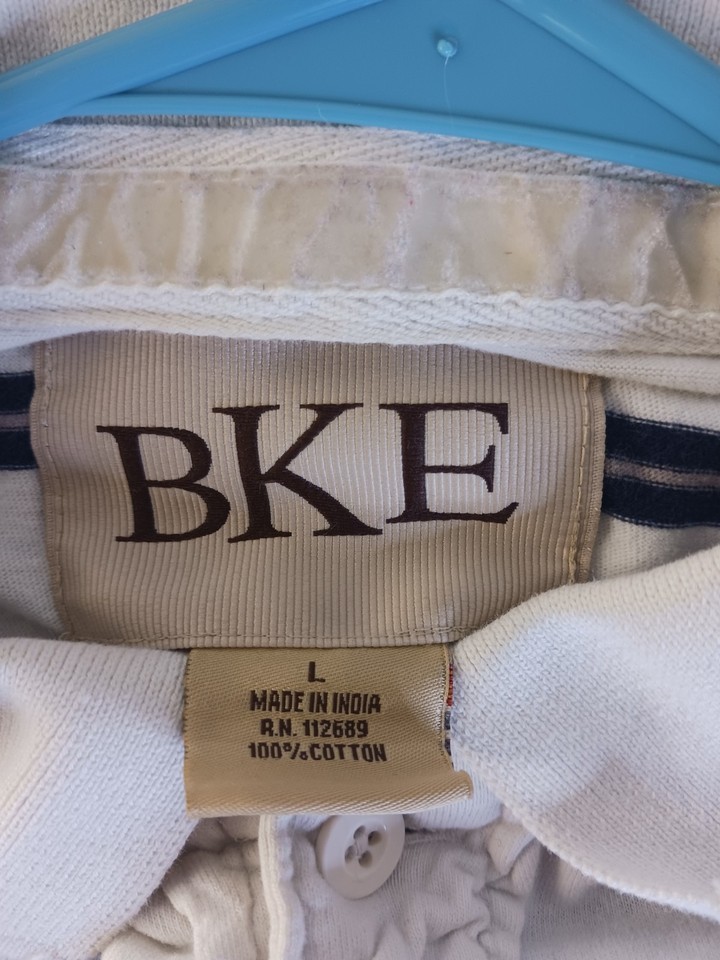 BKE
L
MADE IN INDIA
R.N. 112689
100% COTTON